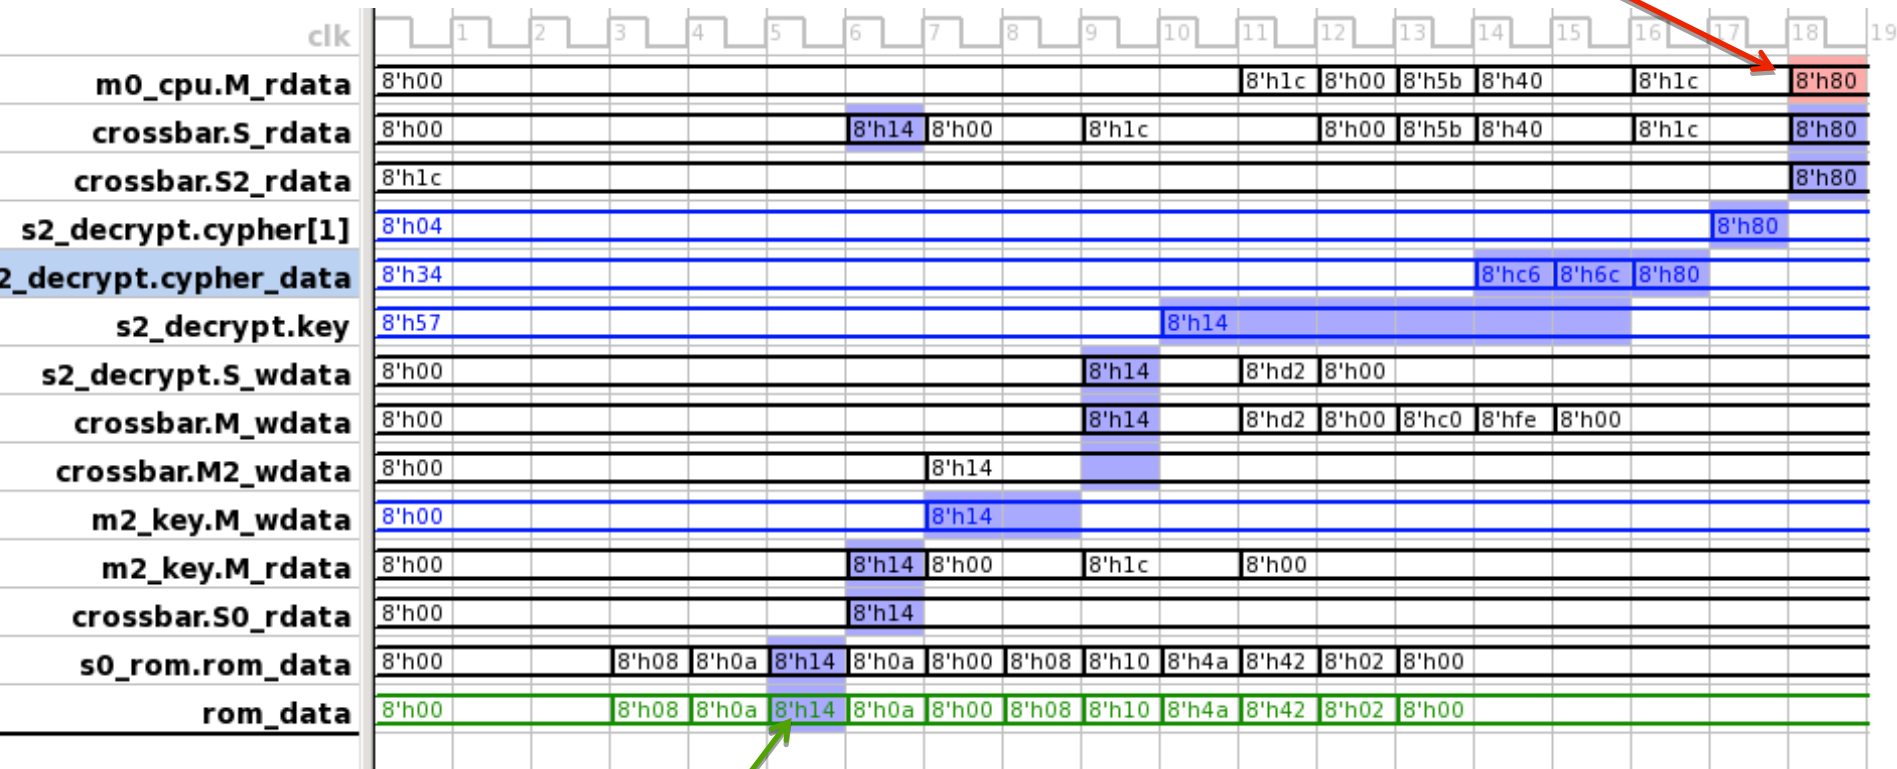 clk 1 2 3 4 5 6 7 8 9 10 11 12 13 14 15 16 17 18 19
m0_cpu.M_rdata 8'h00 8'h1c 8'h00 8'h5b 8'h40 8'h1c 8'h80
crossbar.S_rdata 8'h00 8'h14 8'h00 8'h1c 8'h00 8'h5b 8'h40 8'h1c 8'h80
crossbar.S2_rdata 8'h1c 8'h80
s2_decrypt.cypher[1] 8'h04 8'h80
2_decrypt.cypher_data 8'h34 8'hc6 8'h6c 8'h80
s2_decrypt.key 8'h57 8'h14
s2_decrypt.S_wdata 8'h00 8'h14 8'hd2 8'h00
crossbar.M_wdata 8'h00 8'h14 8'hd2 8'h00 8'hc0 8'hfe 8'h00
crossbar.M2_wdata 8'h00 8'h14
m2_key.M_wdata 8'h00 8'h14
m2_key.M_rdata 8'h00 8'h14 8'h00 8'h1c 8'h00
crossbar.S0_rdata 8'h00 8'h14
s0_rom.rom_data 8'h00 8'h08 8'h0a 8'h14 8'h0a 8'h00 8'h08 8'h10 8'h4a 8'h42 8'h02 8'h00
rom_data 8'h00 8'h08 8'h0a 8'h14 8'h0a 8'h00 8'h08 8'h10 8'h4a 8'h42 8'h02 8'h00